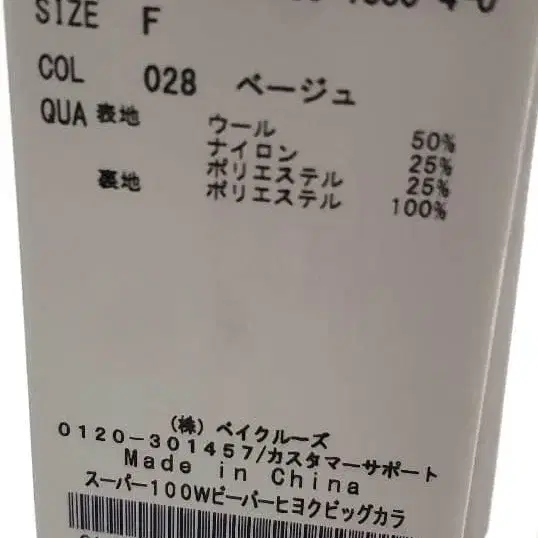 SIZE F
COL 028 ベージュ
QUA 表地 ウール 50%
ナイロン 25%
ポリエステル 25%
裏地 ポリエステル 100%
(株) ベイクルーズ
0120-301457/カスタマーサポート
Made in China
スーパー100Wビーバーヒヨクビッグカラ